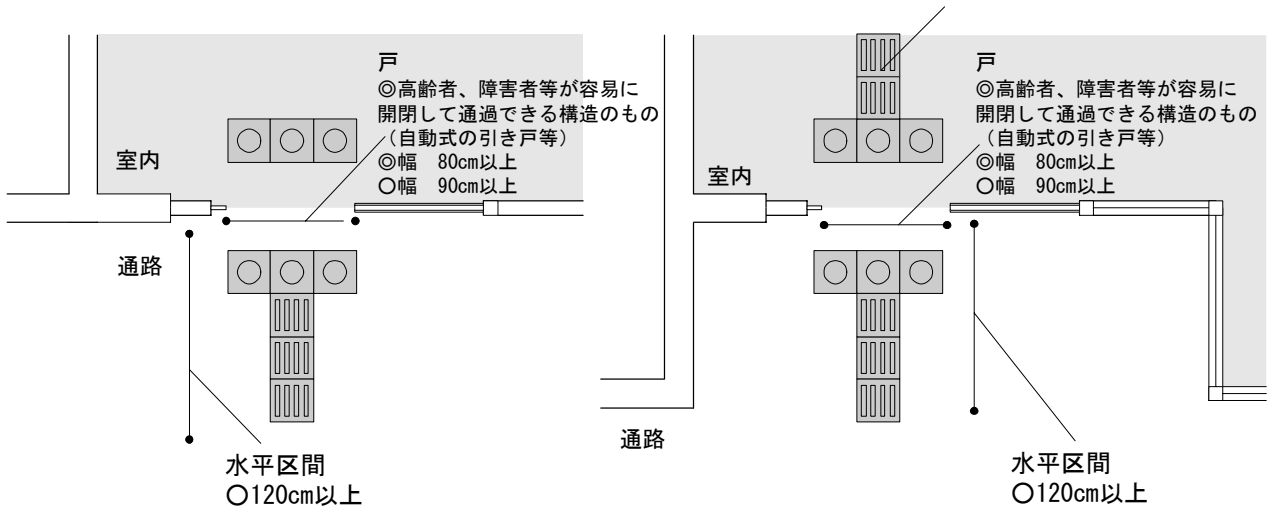 戸
◎高齢者、障害者等が容易に
開閉して通過できる構造のもの
（自動式の引き戸等）
◎幅　80cm以上
○幅　90cm以上
室内
通路
水平区間
○120cm以上
戸
◎高齢者、障害者等が容易に
開閉して通過できる構造のもの
（自動式の引き戸等）
◎幅　80cm以上
○幅　90cm以上
室内
通路
水平区間
○120cm以上